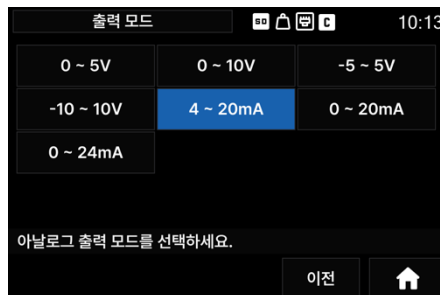 출력 모드 SD C 10:13
0 ~ 5V 0 ~ 10V -5 ~ 5V
-10 ~ 10V 4 ~ 20mA 0 ~ 20mA
0 ~ 24mA
아날로그 출력 모드를 선택하세요.
이전